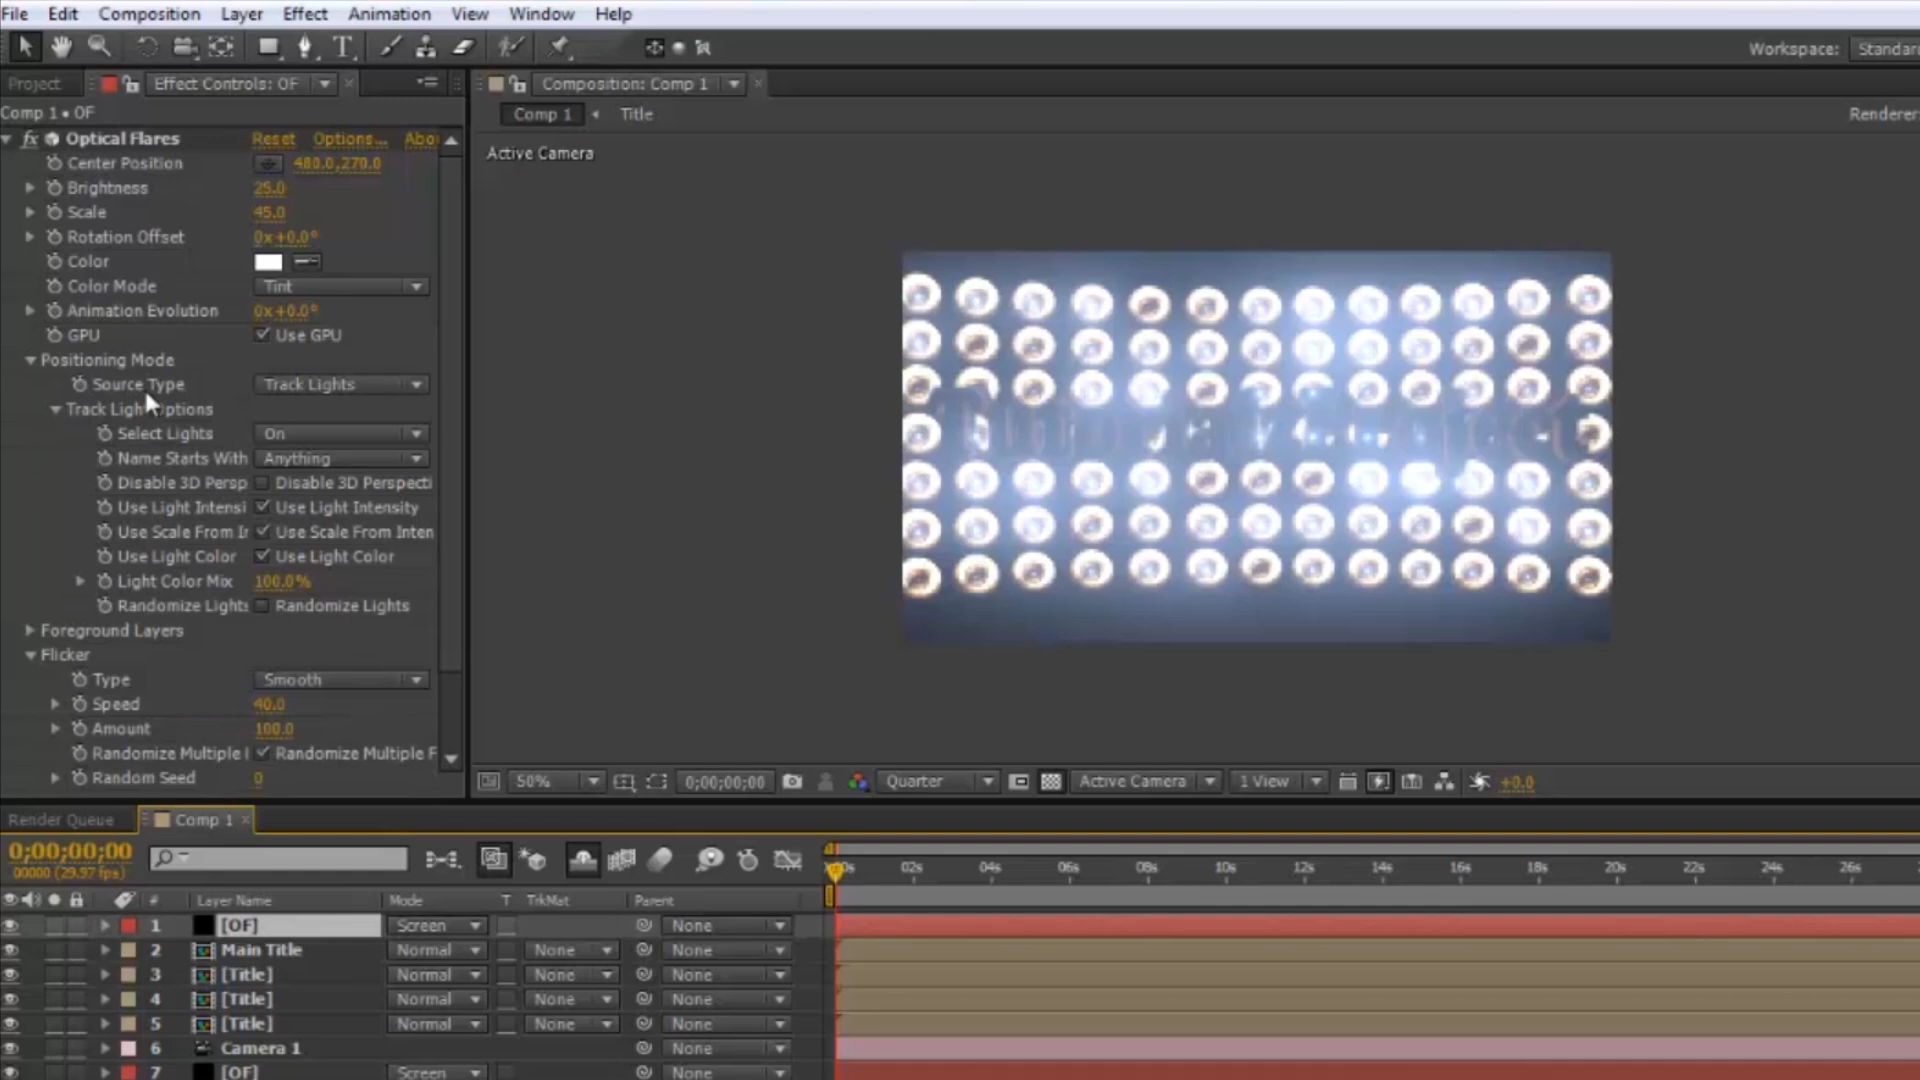 File Edit Composition Layer Effect Animation View Window Help
Workspace: Standard
Project Effect Controls: OF Composition: Comp 1
Comp 1 • OF
Comp 1 Title Renderer:
Active Camera
fx Optical Flares Reset Options... Abou
Center Position 480.0,270.0
Brightness 25.0
Scale 45.0
Rotation Offset 0x+0.0°
Color
Color Mode Tint
Animation Evolution 0x+0.0°
GPU Use GPU
Positioning Mode
Source Type Track Lights
Track Light Options
Select Lights On
Name Starts With Anything
Disable 3D Persp Disable 3D Perspecti
Use Light Intensi Use Light Intensity
Use Scale From Ir Use Scale From Inten
Use Light Color Use Light Color
Light Color Mix 100.0%
Randomize Lights Randomize Lights
Foreground Layers
Flicker
Type Smooth
Speed 40.0
Amount 100.0
Randomize Multiple Randomize Multiple F
Random Seed 0
50% 0;00;00;00 Quarter Active Camera 1 View +0.0
Render Queue Comp 1
0;00;00;00
00000 (29.97 fps)
00s 02s 04s 06s 08s 10s 12s 14s 16s 18s 20s 22s 24s 26s
# Layer Name Mode T TrkMat Parent
1 [OF] Screen None
2 Main Title Normal None None
3 [Title] Normal None None
4 [Title] Normal None None
5 [Title] Normal None None
6 Camera 1 None
7 [OF] Screen None